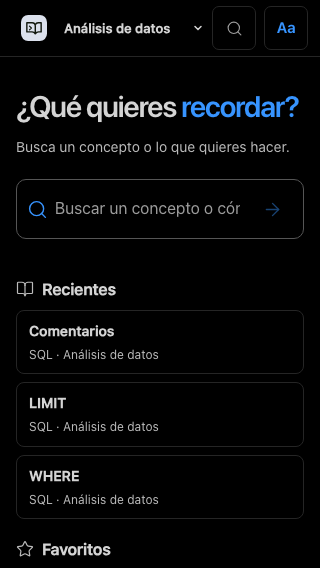 Análisis de datos
Aa
¿Qué quieres recordar?
Busca un concepto o lo que quieres hacer.
Buscar un concepto o cór
Recientes
Comentarios
SQL · Análisis de datos
LIMIT
SQL · Análisis de datos
WHERE
SQL · Análisis de datos
Favoritos